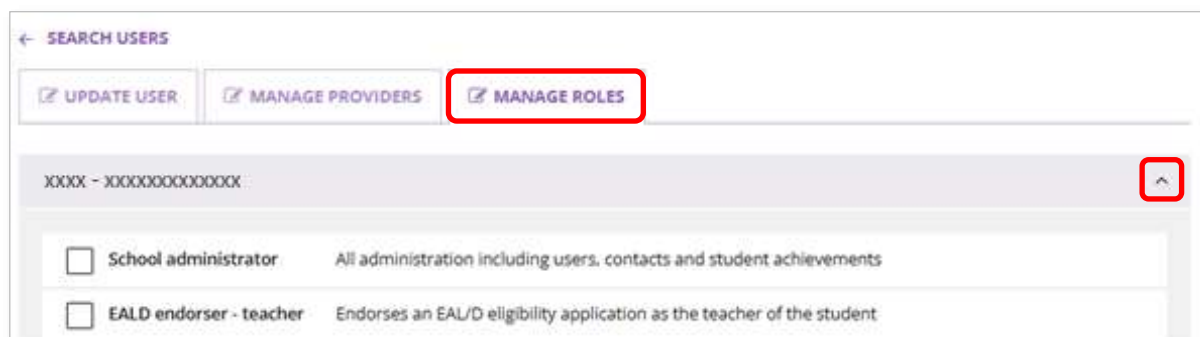 ← SEARCH USERS
UPDATE USER MANAGE PROVIDERS MANAGE ROLES
XXXX - XXXXXXXXXXXXX
School administrator All administration including users, contacts and student achievements
EALD endorser - teacher Endorses an EAL/D eligibility application as the teacher of the student